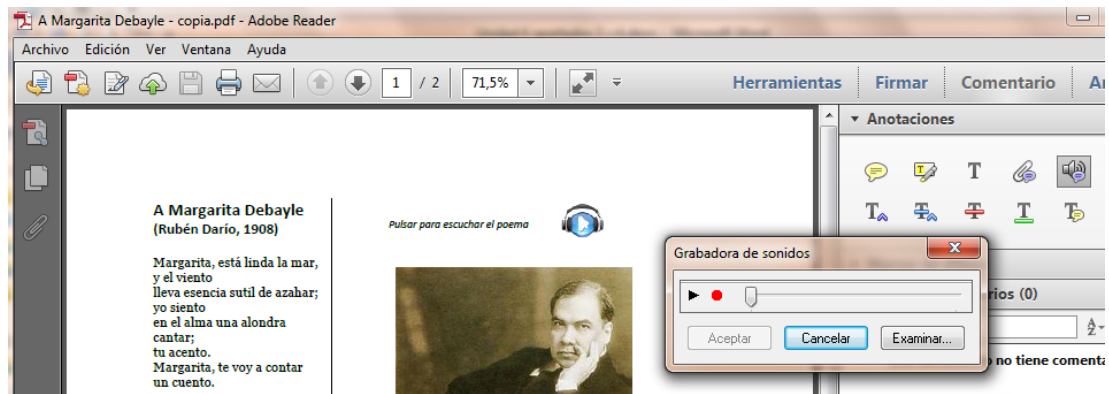 A Margarita Debayle - copia.pdf - Adobe Reader
Archivo Edición Ver Ventana Ayuda
1 / 2 71,5% Herramientas Firmar Comentario
Anotaciones
A Margarita Debayle
(Rubén Darío, 1908)
Pulsar para escuchar el poema
Margarita, está linda la mar,
y el viento
lleva esencia sutil de azahar;
yo siento
en el alma una alondra
cantar;
tu acento.
Margarita, te voy a contar
un cuento.
Grabadora de sonidos
Aceptar Cancelar Examinar...
rios (0)
no tiene comenta